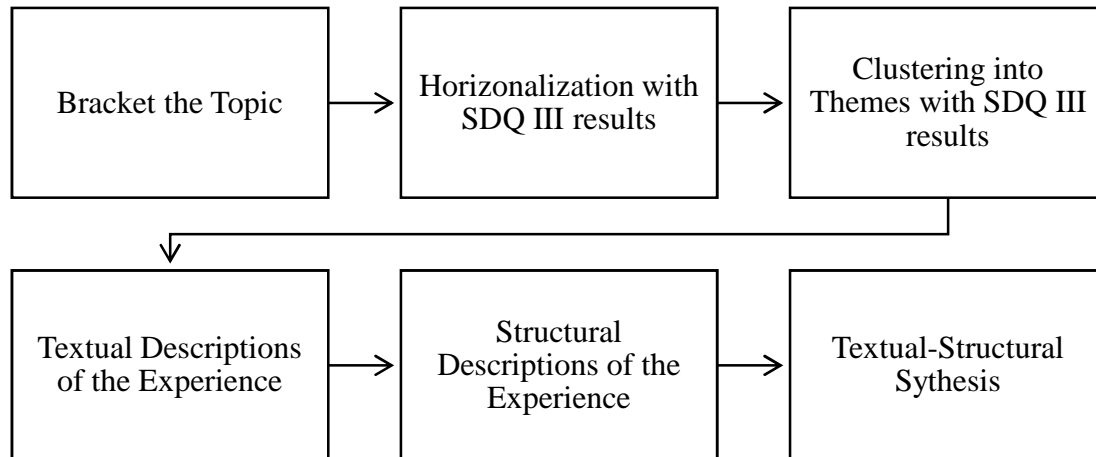 Bracket the Topic
Horizonalization with
SDQ III results
Clustering into
Themes with SDQ III
results
Textual Descriptions
of the Experience
Structural
Descriptions of the
Experience
Textual-Structural
Sythesis